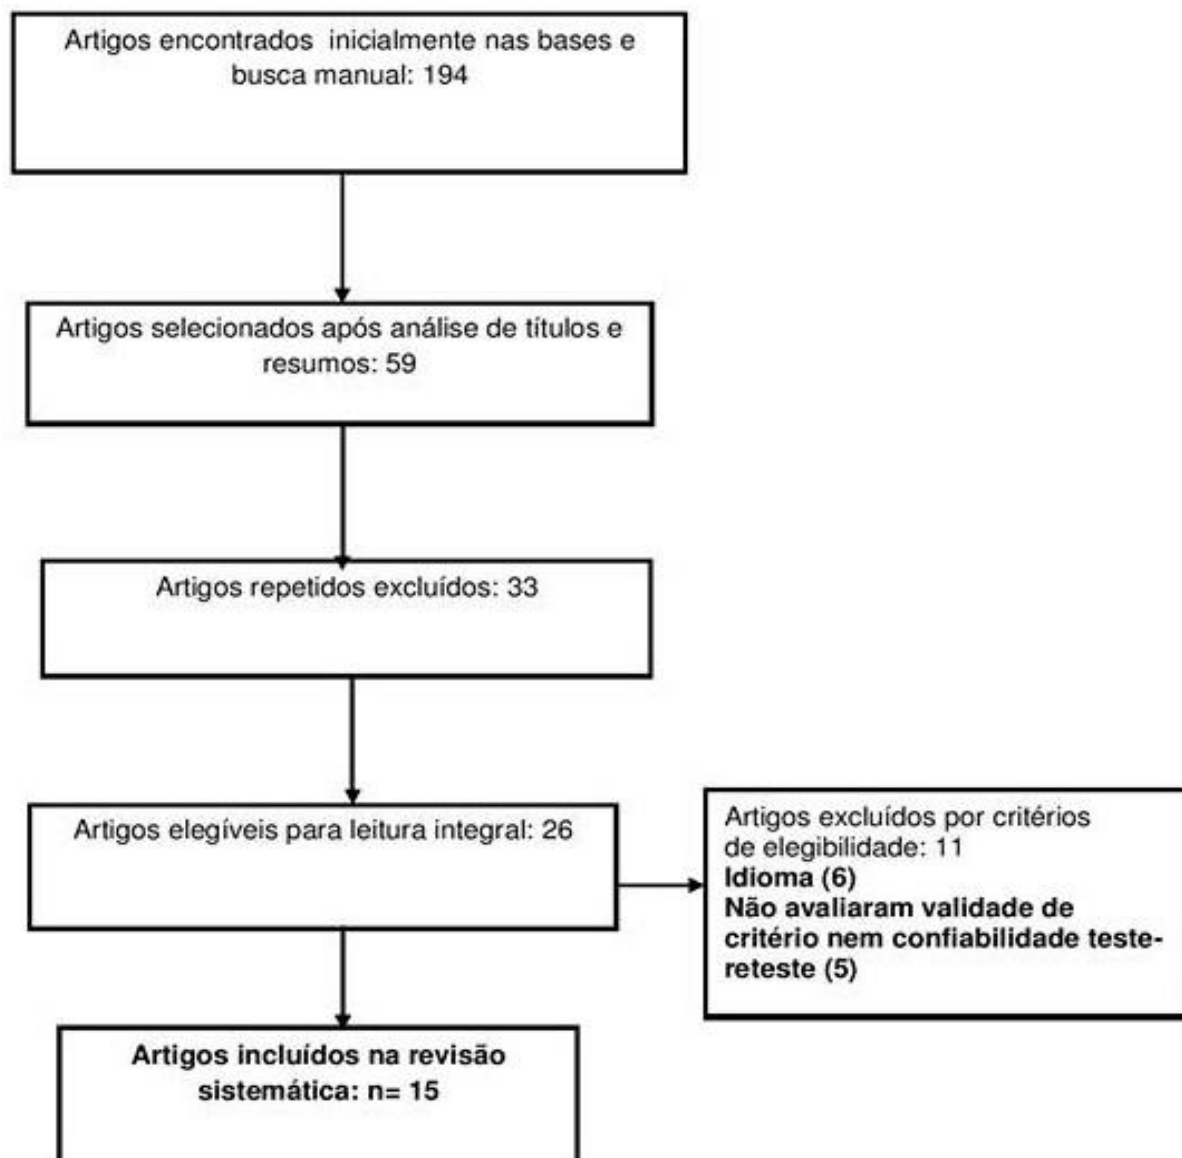 Artigos encontrados inicialmente nas bases e
busca manual: 194
Artigos selecionados após análise de títulos e
resumos: 59
Artigos repetidos excluídos: 33
Artigos elegíveis para leitura integral: 26
Artigos excluídos por critérios
de elegibilidade: 11
Idioma (6)
Não avaliaram validade de
critério nem confiabilidade teste-
reteste (5)
Artigos incluídos na revisão
sistemática: n= 15